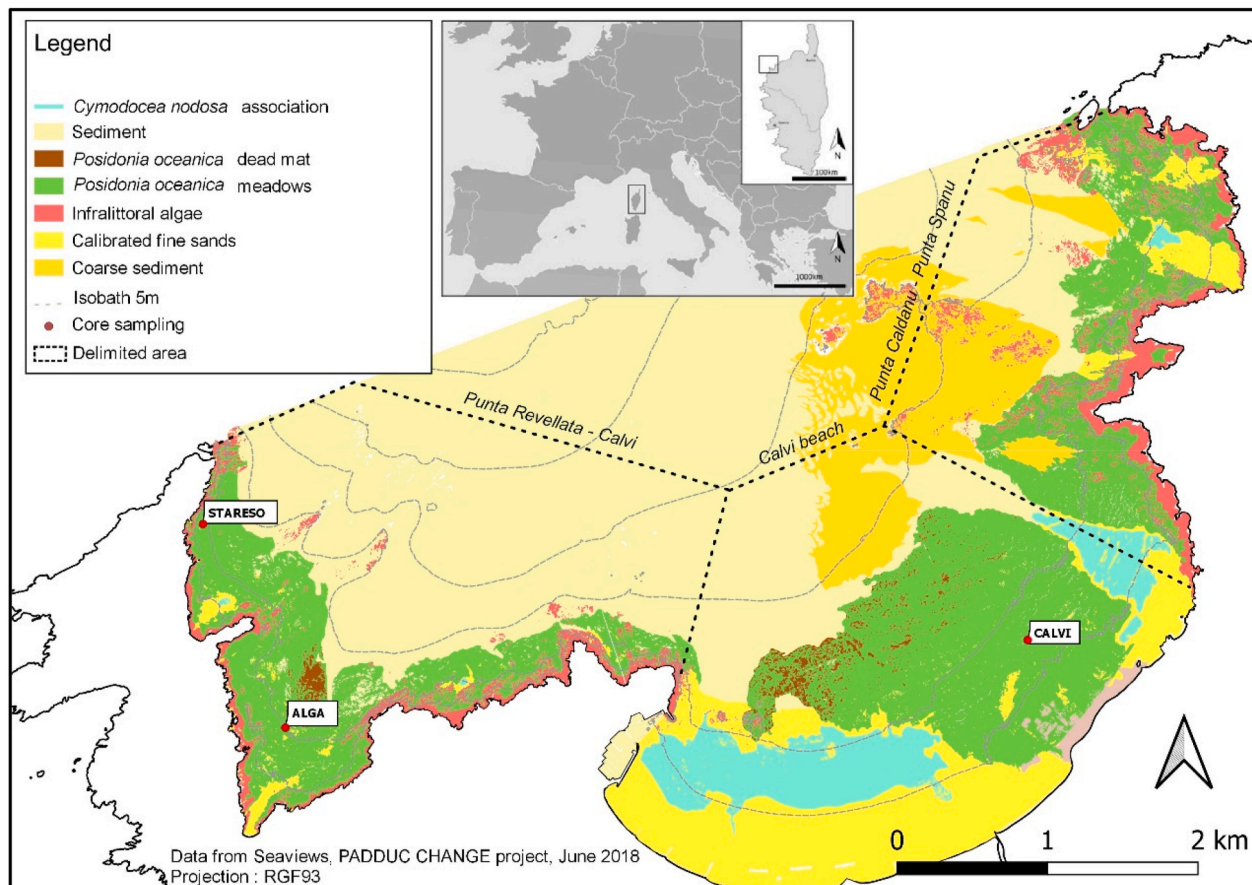 Legend
Cymodocea nodosa association
Sediment
Posidonia oceanica dead mat
Posidonia oceanica meadows
Infralittoral algae
Calibrated fine sands
Coarse sediment
Isobath 5m
Core sampling
Delimited area
N
100km
N
1000km
Punta Caldanu - Punta Spanu
Punta Revellata - Calvi
Calvi beach
STARESO
CALVI
ALGA
0 1 2 km
Data from Seaviews, PADDUC CHANGE project, June 2018
Projection : RGF93